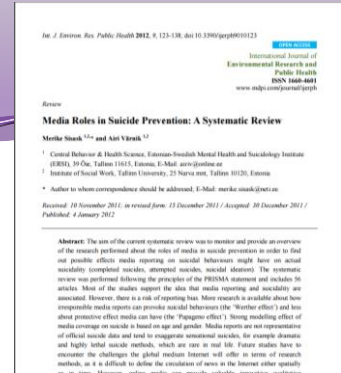 Int. J. Environ. Res. Public Health 2012, 9, 123-138; doi:10.3390/ijerph9010123
OPEN ACCESS
International Journal of
Environmental Research and
Public Health
ISSN 1660-4601
www.mdpi.com/journal/ijerph
Review
Media Roles in Suicide Prevention: A Systematic Review
Merike Sisask 1,2,* and Airi Värnik 1,2
1 Central Behavior & Health Science, Estonian-Swedish Mental Health and Suicidology Institute
(ERSI), 39 Õie, Tallinn 11615, Estonia; E-Mail: airiv@online.ee
2 Institute of Social Work, Tallinn University, 25 Narva mnt, Tallinn 10120, Estonia
* Author to whom correspondence should be addressed; E-Mail: merike.sisask@neti.ee.
Received: 10 November 2011; in revised form: 15 December 2011 / Accepted: 30 December 2011 /
Published: 4 January 2012
Abstract: The aim of the current systematic review was to monitor and provide an overview
of the research performed about the roles of media in suicide prevention in order to find
out possible effects media reporting on suicidal behaviours might have on actual
suicidality (completed suicides, attempted suicides, suicidal ideation). The systematic
review was performed following the principles of the PRISMA statement and includes 56
articles. Most of the studies support the idea that media reporting and suicidality are
associated. However, there is a risk of reporting bias. More research is available about how
irresponsible media reports can provoke suicidal behaviours (the 'Werther effect') and less
about protective effect media can have (the 'Papageno effect'). Strong modelling effect of
media coverage on suicide is based on age and gender. Media reports are not representative
of official suicide data and tend to exaggerate sensational suicides, for example dramatic
and highly lethal suicide methods, which are rare in real life. Future studies have to
encounter the challenges the global medium Internet will offer in terms of research
methods, as it is difficult to define the circulation of news in the Internet either spatially